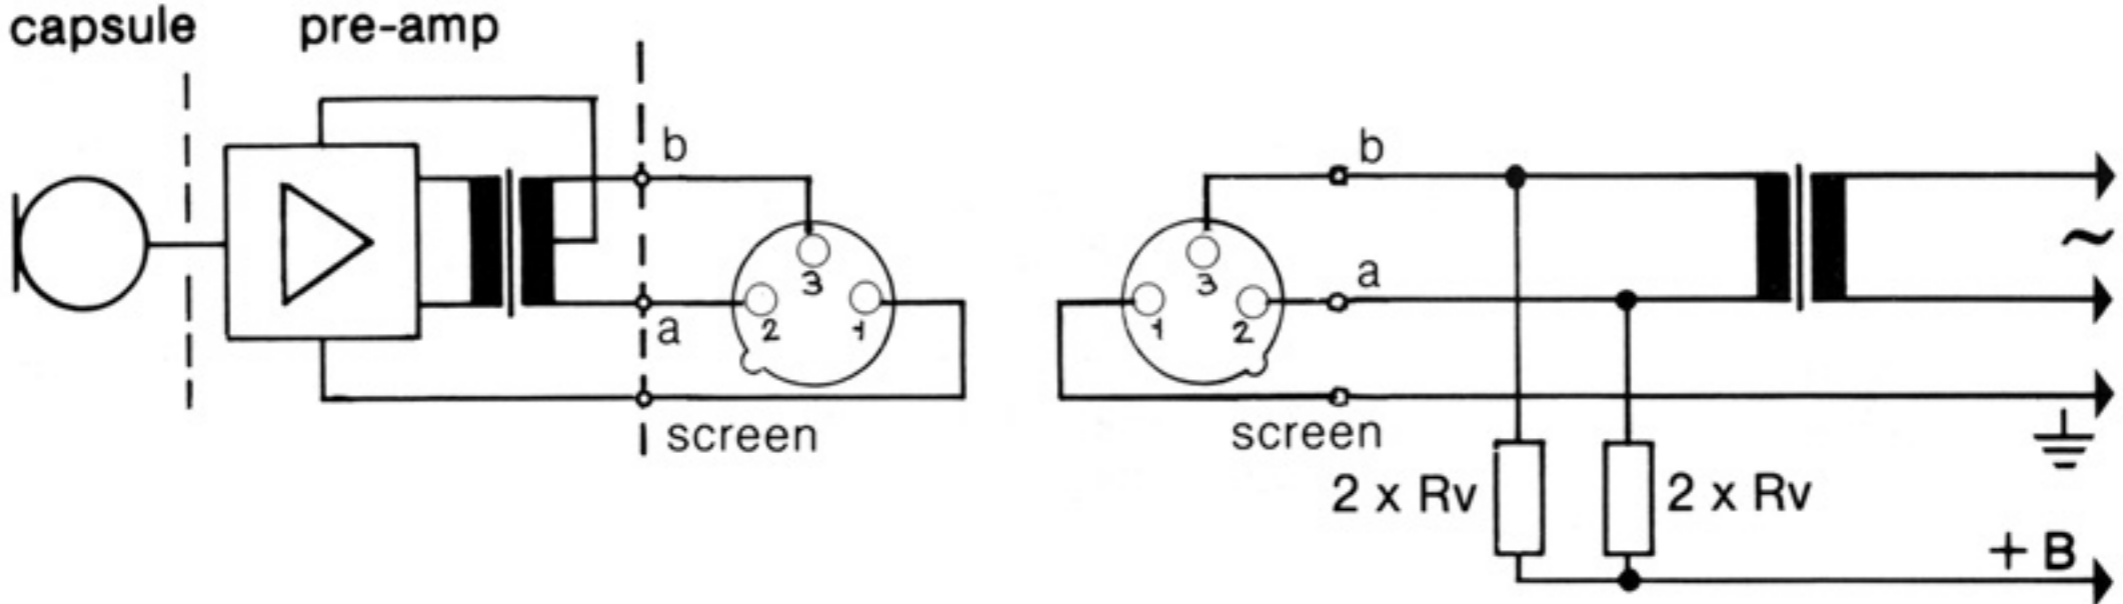 capsule pre-amp
b
b
3
2
1
a
a
3
1
2
screen
screen
2 x Rv
2 x Rv
~
+ B